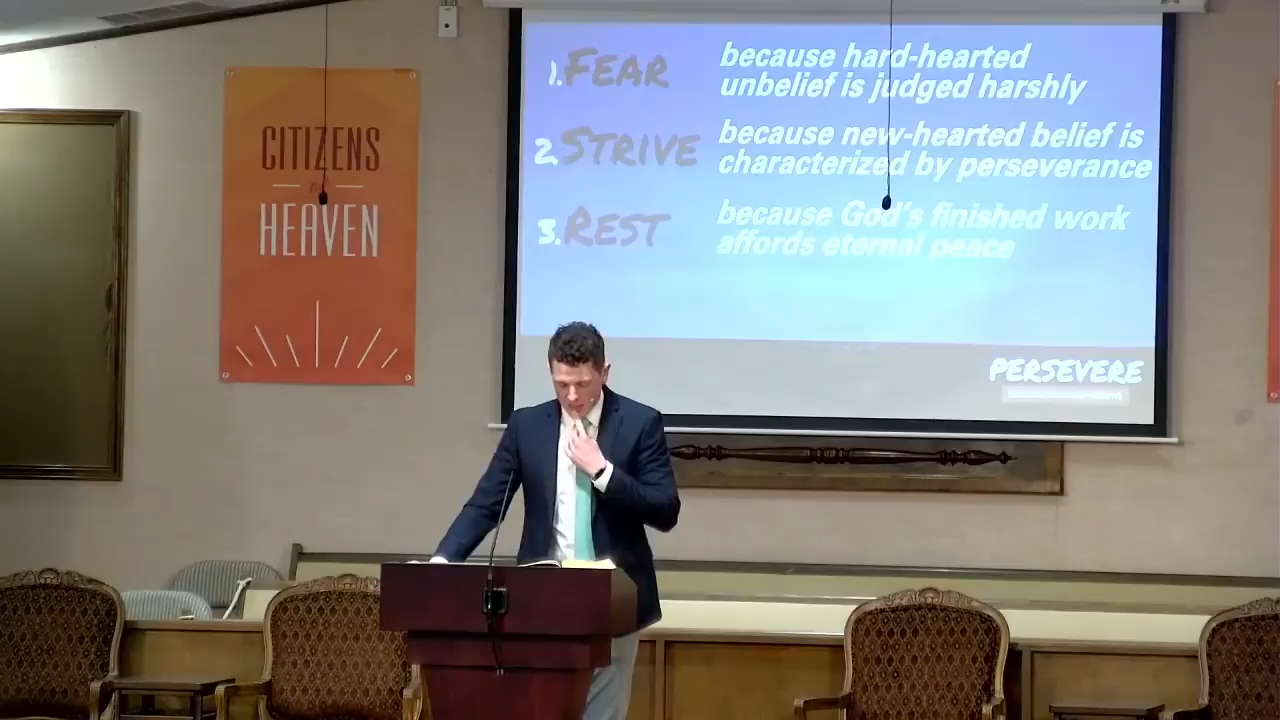 CITIZENS
of
HEAVEN
1. FEAR because hard-hearted
unbelief is judged harshly
2. STRIVE because new-hearted belief is
characterized by perseverance
3. REST because God's finished work
affords eternal peace
PERSEVERE